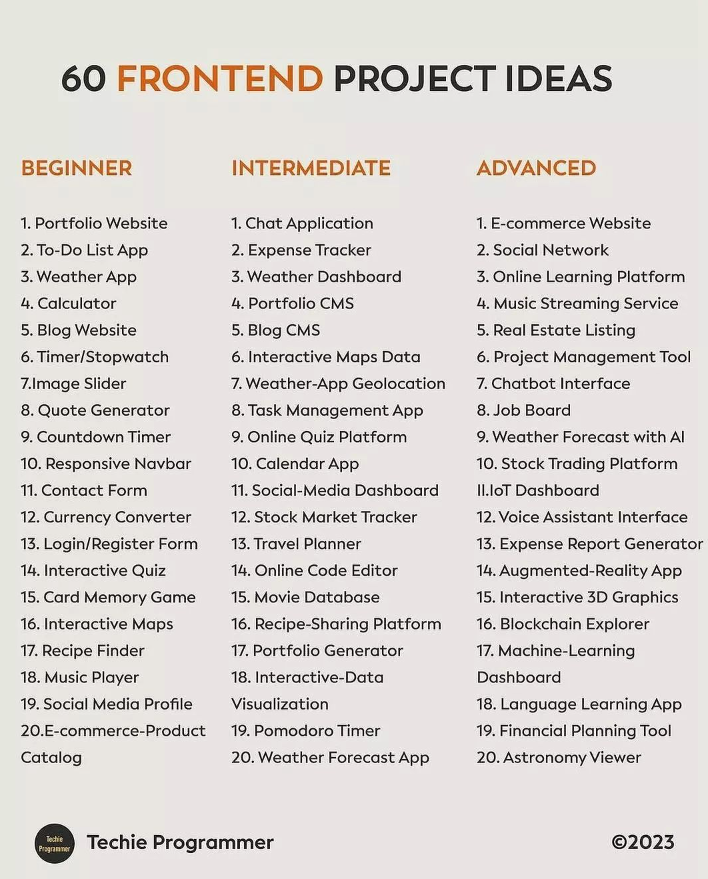 60 FRONTEND PROJECT IDEAS
BEGINNER
1. Portfolio Website
2. To-Do List App
3. Weather App
4. Calculator
5. Blog Website
6. Timer/Stopwatch
7.Image Slider
8. Quote Generator
9. Countdown Timer
10. Responsive Navbar
11. Contact Form
12. Currency Converter
13. Login/Register Form
14. Interactive Quiz
15. Card Memory Game
16. Interactive Maps
17. Recipe Finder
18. Music Player
19. Social Media Profile
20.E-commerce-Product
Catalog
INTERMEDIATE
1. Chat Application
2. Expense Tracker
3. Weather Dashboard
4. Portfolio CMS
5. Blog CMS
6. Interactive Maps Data
7. Weather-App Geolocation
8. Task Management App
9. Online Quiz Platform
10. Calendar App
11. Social-Media Dashboard
12. Stock Market Tracker
13. Travel Planner
14. Online Code Editor
15. Movie Database
16. Recipe-Sharing Platform
17. Portfolio Generator
18. Interactive-Data
Visualization
19. Pomodoro Timer
20. Weather Forecast App
ADVANCED
1. E-commerce Website
2. Social Network
3. Online Learning Platform
4. Music Streaming Service
5. Real Estate Listing
6. Project Management Tool
7. Chatbot Interface
8. Job Board
9. Weather Forecast with AI
10. Stock Trading Platform
II.IoT Dashboard
12. Voice Assistant Interface
13. Expense Report Generator
14. Augmented-Reality App
15. Interactive 3D Graphics
16. Blockchain Explorer
17. Machine-Learning
Dashboard
18. Language Learning App
19. Financial Planning Tool
20. Astronomy Viewer
Techie
Programmer
Techie Programmer
©2023